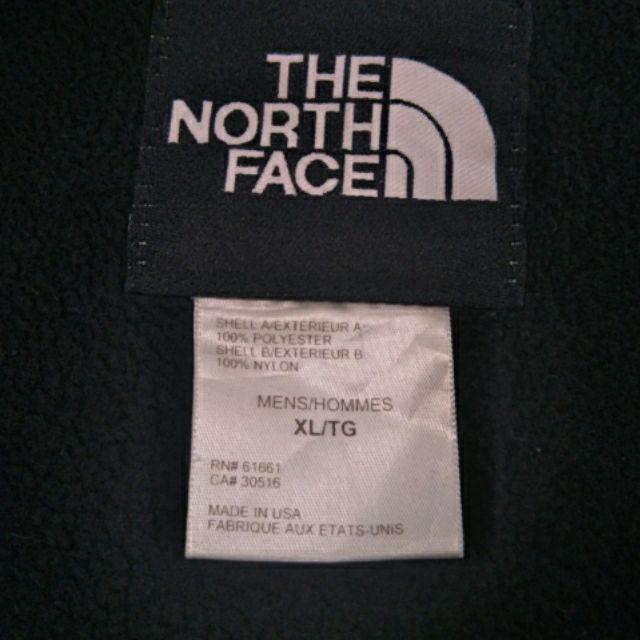 THE
NORTH
FACE
SHELL A/EXTERIEUR A
100% POLYESTER
SHELL B/EXTERIEUR B
100% NYLON
MENS/HOMMES
XL/TG
RN# 61661
CA# 30516
MADE IN USA
FABRIQUE AUX ETATS-UNIS